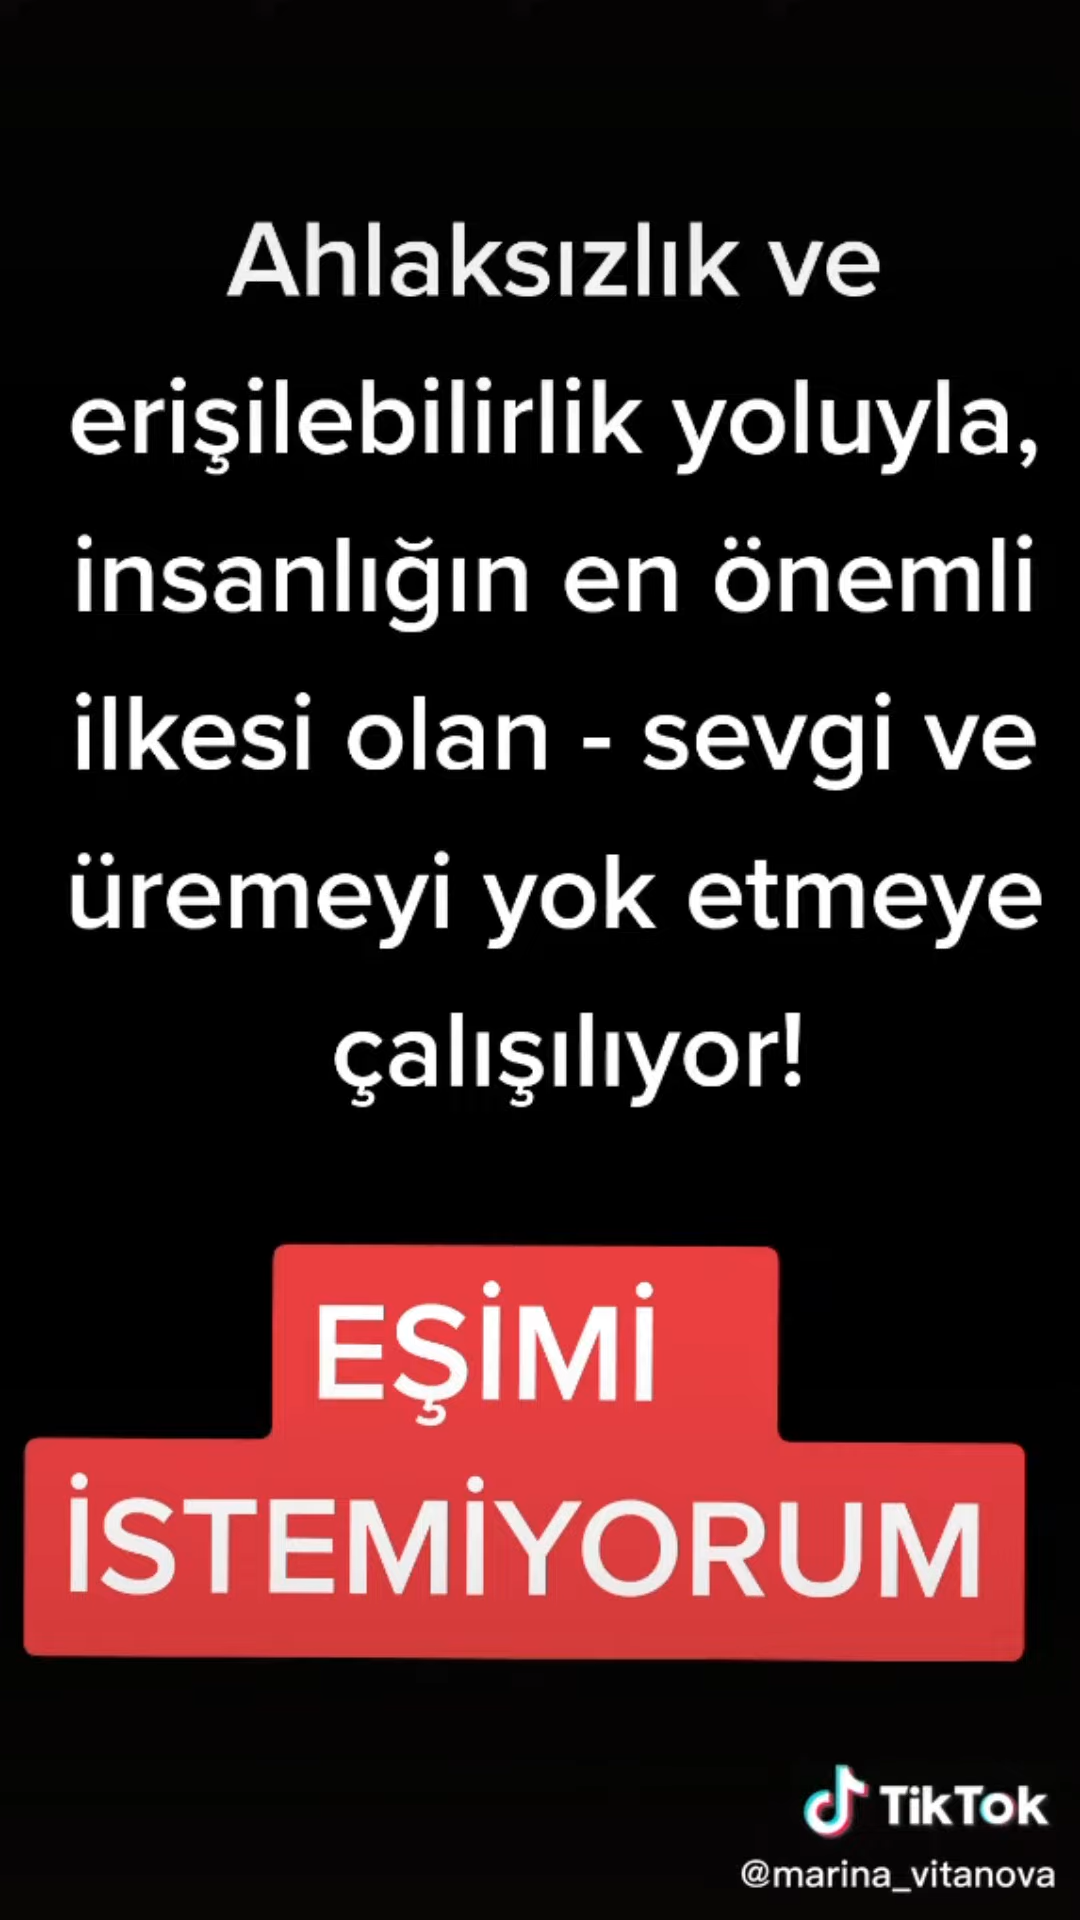 Ahlaksızlık ve
erişilebilirlik yoluyla,
insanlığın en önemli
ilkesi olan - sevgi ve
üremeyi yok etmeye
çalışılıyor!
EŞİMİ
İSTEMİYORUM
TikTok
@marina_vitanova